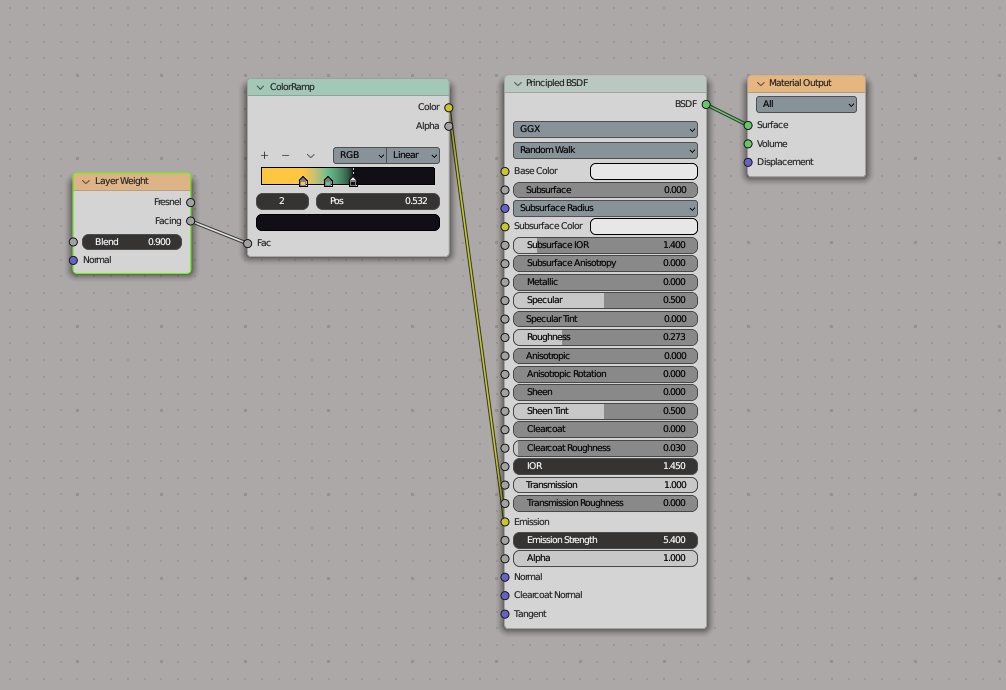 Layer Weight
Fresnel
Facing
Blend 0.900
Normal
ColorRamp
Color
Alpha
+ − RGB Linear
2 Pos 0.532
Fac
Principled BSDF
BSDF
GGX
Random Walk
Base Color
Subsurface 0.000
Subsurface Radius
Subsurface Color
Subsurface IOR 1.400
Subsurface Anisotropy 0.000
Metallic 0.000
Specular 0.500
Specular Tint 0.000
Roughness 0.273
Anisotropic 0.000
Anisotropic Rotation 0.000
Sheen 0.000
Sheen Tint 0.500
Clearcoat 0.000
Clearcoat Roughness 0.030
IOR 1.450
Transmission 1.000
Transmission Roughness 0.000
Emission
Emission Strength 5.400
Alpha 1.000
Normal
Clearcoat Normal
Tangent
Material Output
All
Surface
Volume
Displacement